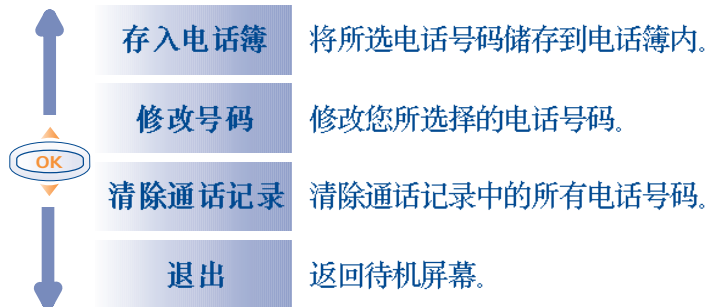 存入电话簿 将所选电话号码储存到电话簿内。
修改号码 修改您所选择的电话号码。
OK
清除通话记录 清除通话记录中的所有电话号码。
退出 返回待机屏幕。